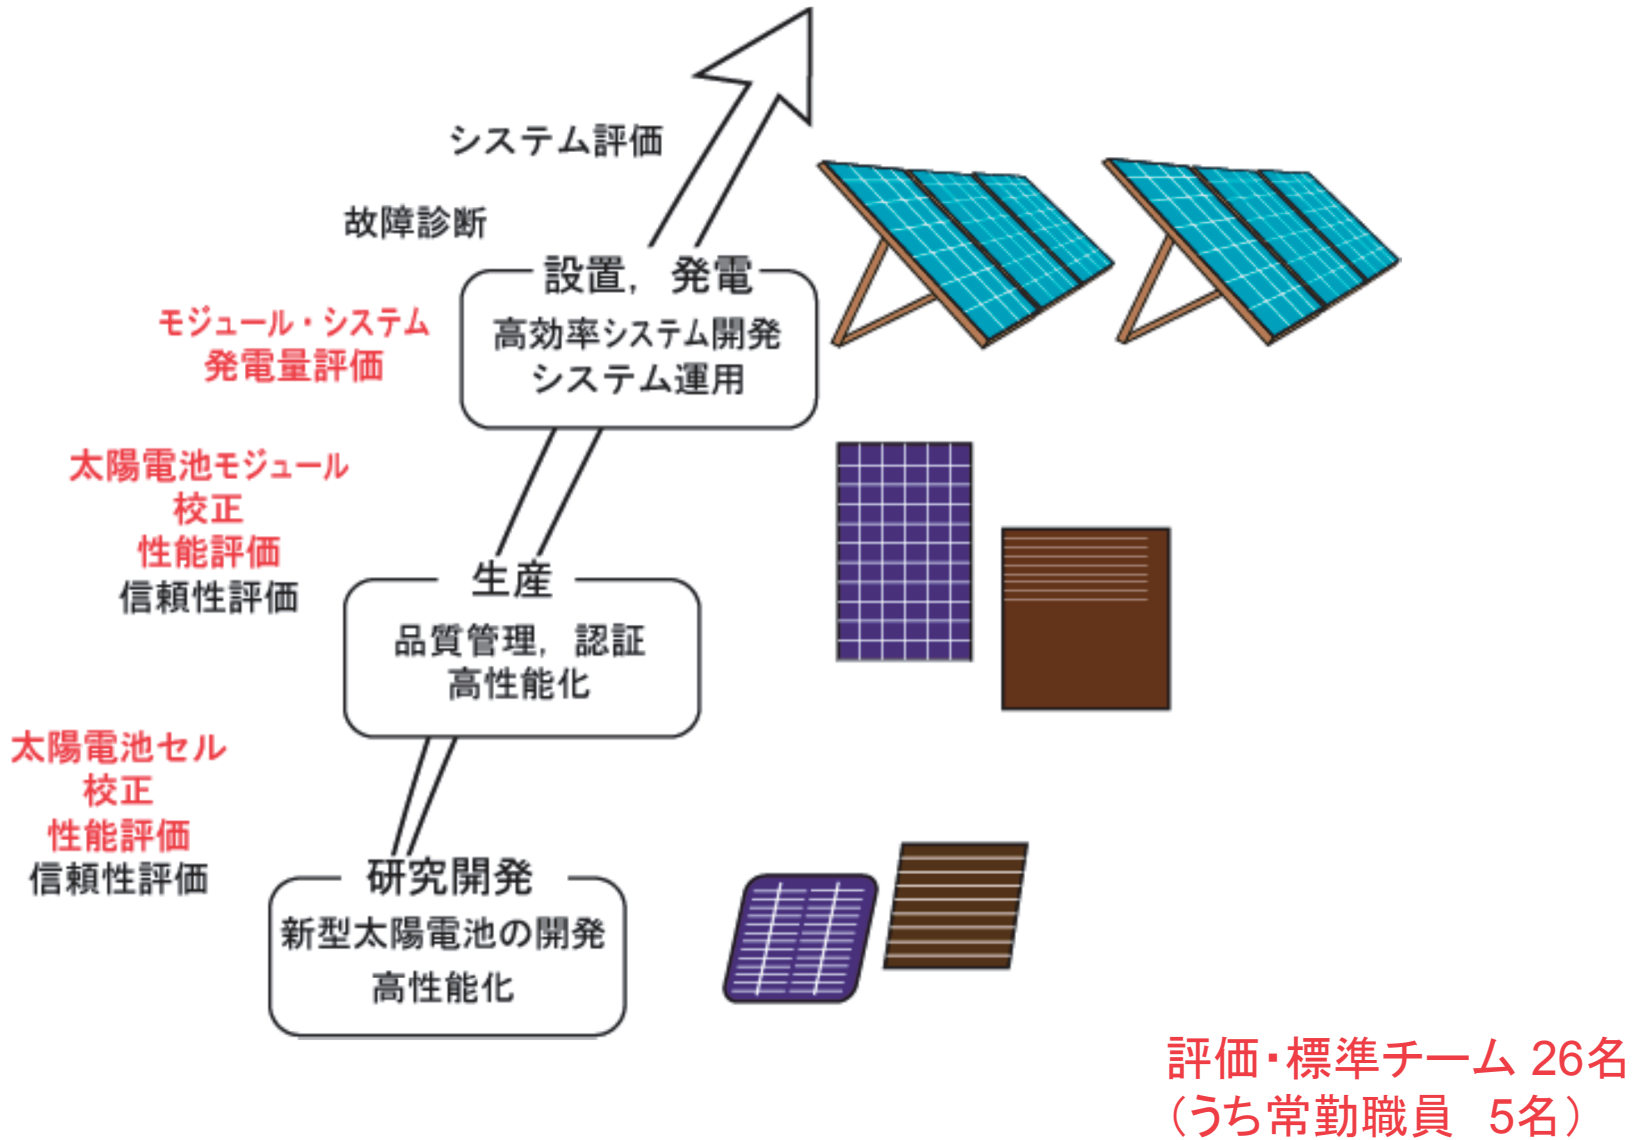 システム評価
故障診断
設置，発電
高効率システム開発
システム運用
モジュール・システム
発電量評価
太陽電池モジュール
校正
性能評価
信頼性評価
生産
品質管理，認証
高性能化
太陽電池セル
校正
性能評価
信頼性評価
研究開発
新型太陽電池の開発
高性能化
評価・標準チーム 26名
（うち常勤職員　5名）